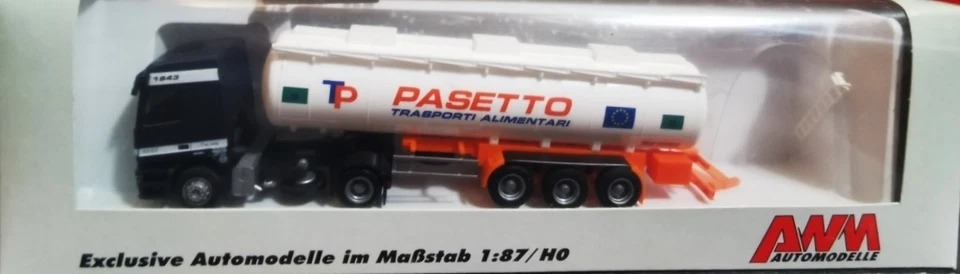 1843
TP
PASETTO
TRASPORTI ALIMENTARI
Exclusive Automodelle im Maßstab 1:87/H0
AWM
AUTOMODELLE